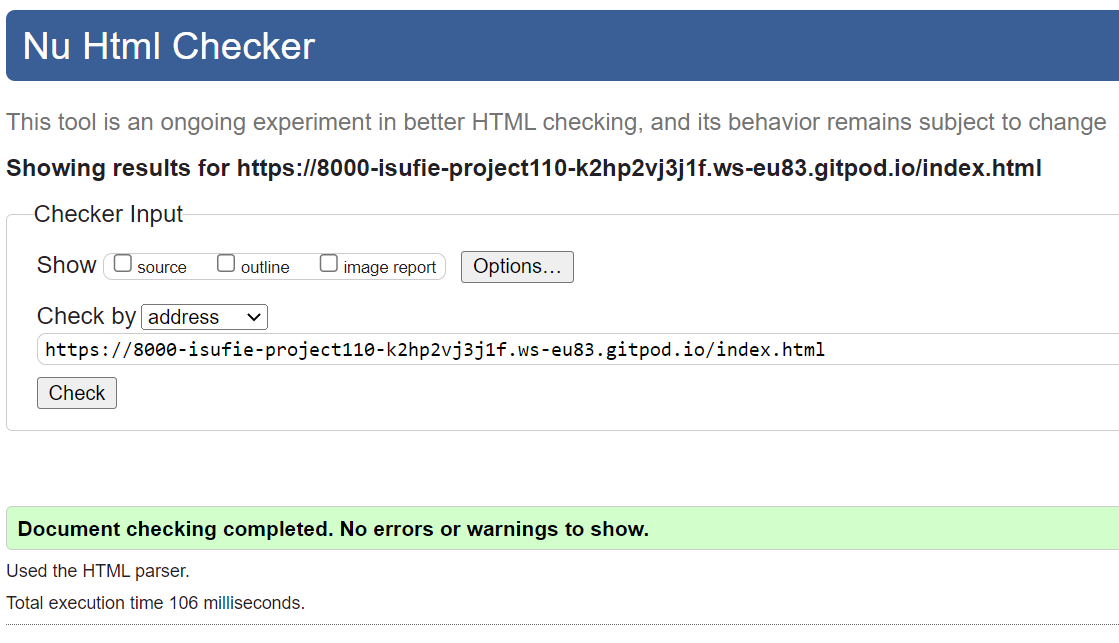 Nu Html Checker
This tool is an ongoing experiment in better HTML checking, and its behavior remains subject to change
Showing results for https://8000-isufie-project110-k2hp2vj3j1f.ws-eu83.gitpod.io/index.html
Checker Input
Show source outline image report Options...
Check by address
https://8000-isufie-project110-k2hp2vj3j1f.ws-eu83.gitpod.io/index.html
Check
Document checking completed. No errors or warnings to show.
Used the HTML parser.
Total execution time 106 milliseconds.